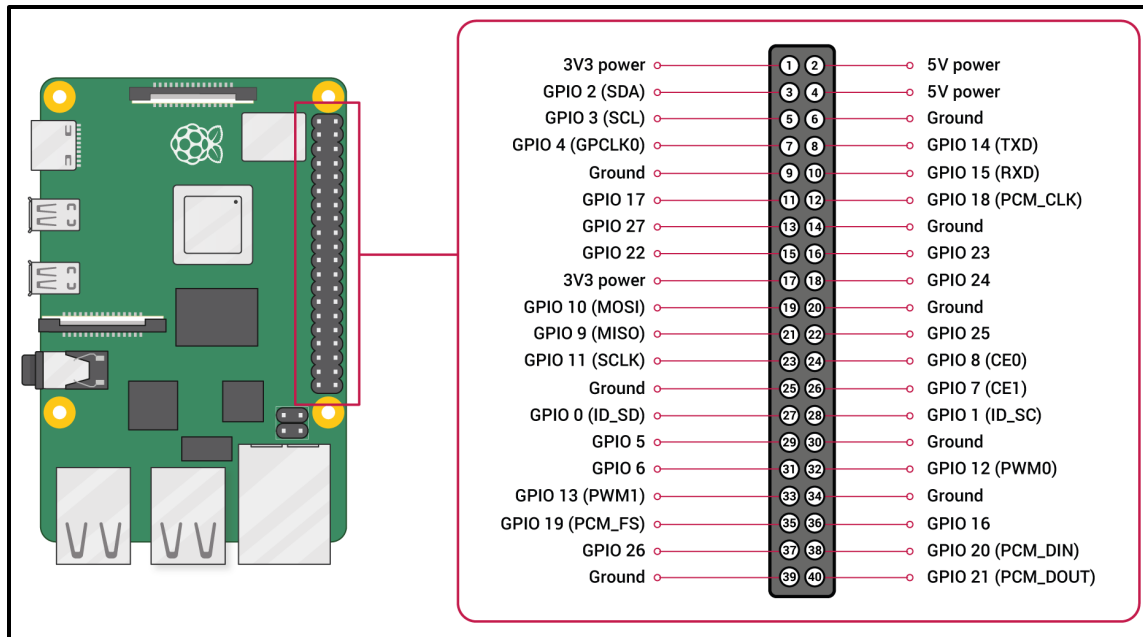 3V3 power 1 2 5V power
GPIO 2 (SDA) 3 4 5V power
GPIO 3 (SCL) 5 6 Ground
GPIO 4 (GPCLK0) 7 8 GPIO 14 (TXD)
Ground 9 10 GPIO 15 (RXD)
GPIO 17 11 12 GPIO 18 (PCM_CLK)
GPIO 27 13 14 Ground
GPIO 22 15 16 GPIO 23
3V3 power 17 18 GPIO 24
GPIO 10 (MOSI) 19 20 Ground
GPIO 9 (MISO) 21 22 GPIO 25
GPIO 11 (SCLK) 23 24 GPIO 8 (CE0)
Ground 25 26 GPIO 7 (CE1)
GPIO 0 (ID_SD) 27 28 GPIO 1 (ID_SC)
GPIO 5 29 30 Ground
GPIO 6 31 32 GPIO 12 (PWM0)
GPIO 13 (PWM1) 33 34 Ground
GPIO 19 (PCM_FS) 35 36 GPIO 16
GPIO 26 37 38 GPIO 20 (PCM_DIN)
Ground 39 40 GPIO 21 (PCM_DOUT)